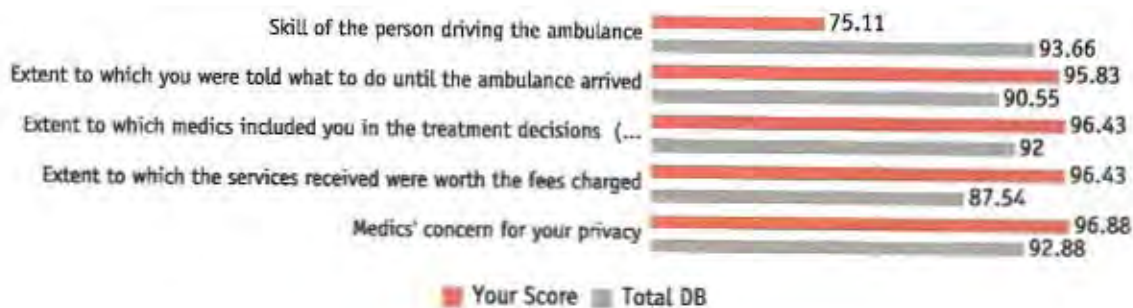 Skill of the person driving the ambulance 75.11
93.66
Extent to which you were told what to do until the ambulance arrived 95.83
90.55
Extent to which medics included you in the treatment decisions (... 96.43
92
Extent to which the services received were worth the fees charged 96.43
87.54
Medics' concern for your privacy 96.88
92.88
Your Score Total DB